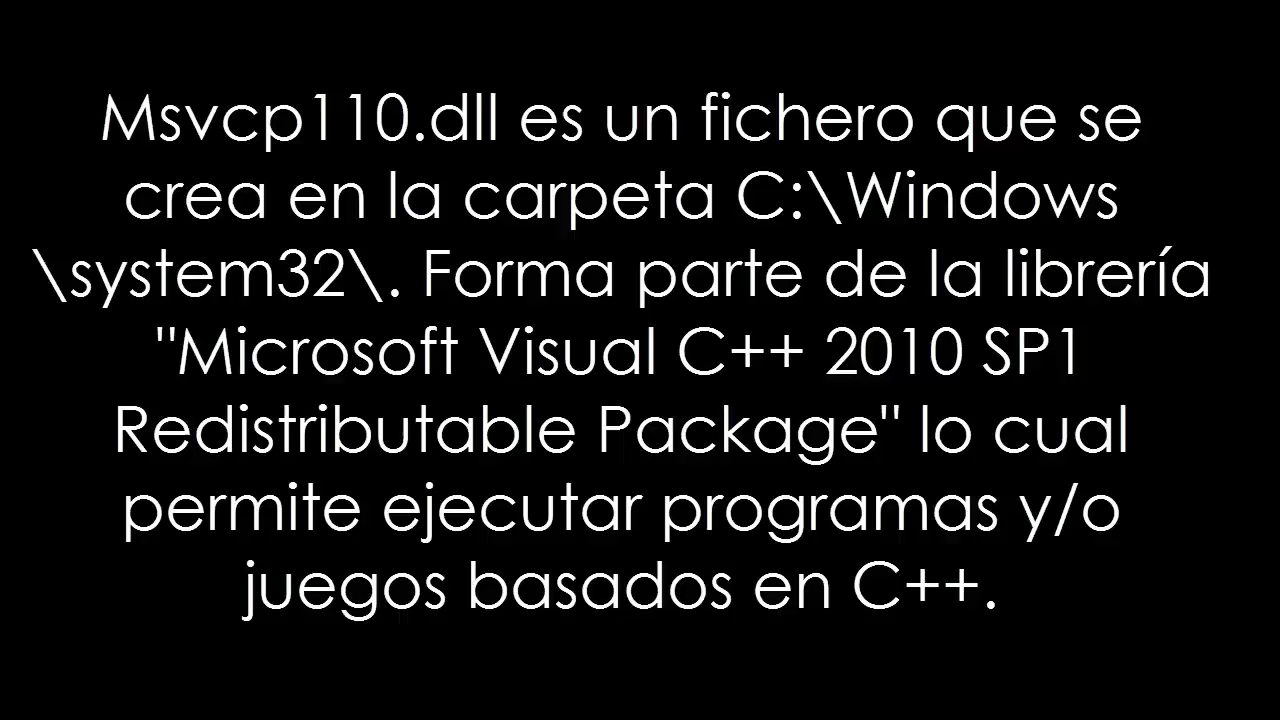 Msvcp110.dll es un fichero que se
crea en la carpeta C:\Windows
\system32\. Forma parte de la librería
"Microsoft Visual C++ 2010 SP1
Redistributable Package" lo cual
permite ejecutar programas y/o
juegos basados en C++.